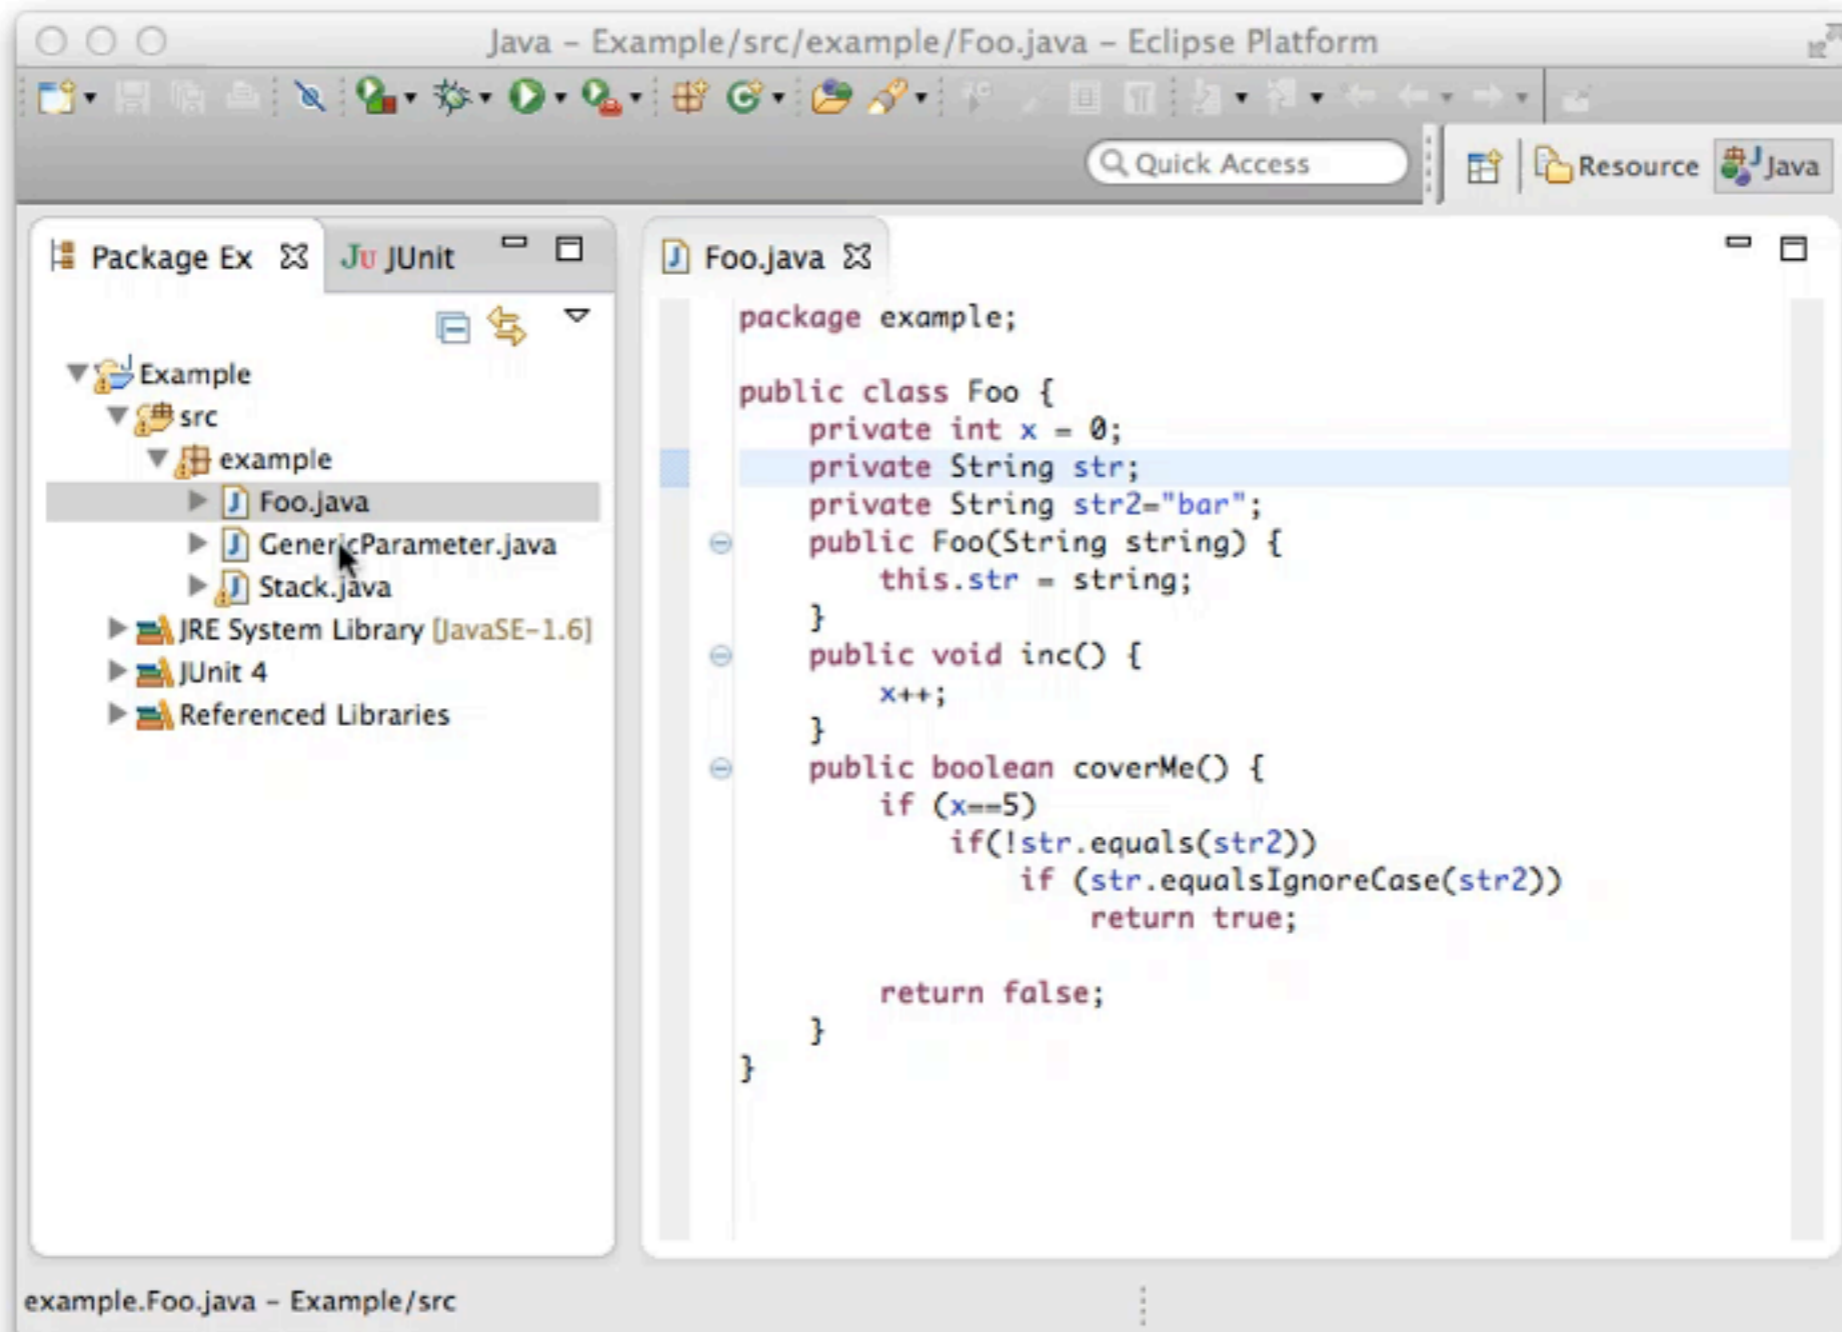 Java – Example/src/example/Foo.java – Eclipse Platform
Quick Access
Resource
Java
Package Ex
JUnit
Example
src
example
Foo.java
GenericParameter.java
Stack.java
JRE System Library [JavaSE-1.6]
JUnit 4
Referenced Libraries
Foo.java
package example;
public class Foo {
private int x = 0;
private String str;
private String str2="bar";
public Foo(String string) {
this.str = string;
}
public void inc() {
x++;
}
public boolean coverMe() {
if (x==5)
if(!str.equals(str2))
if (str.equalsIgnoreCase(str2))
return true;
return false;
}
}
example.Foo.java – Example/src